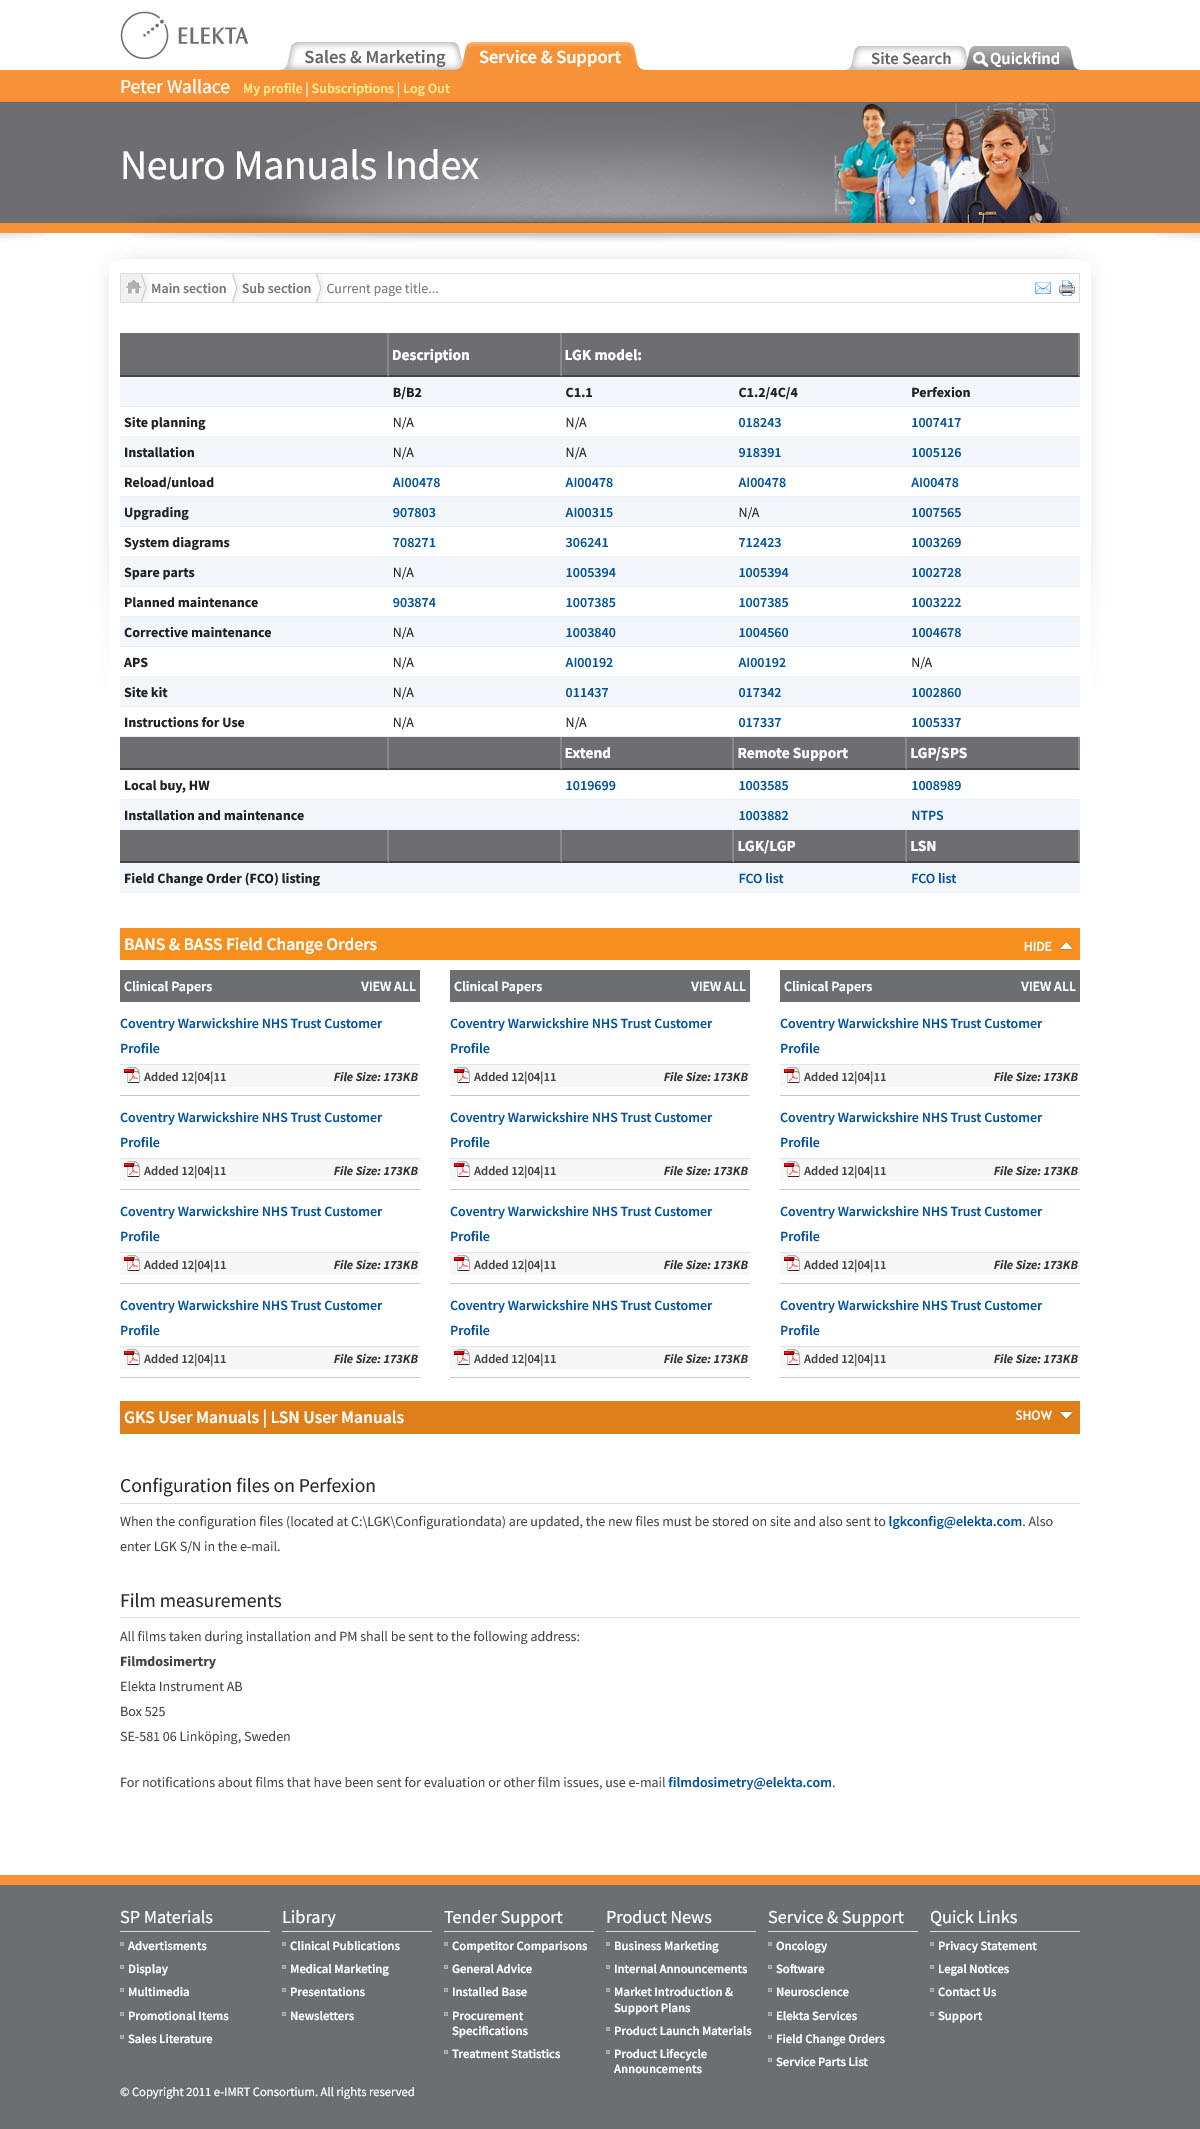 ELEKTA
Sales & Marketing
Service & Support
Site Search
Quickfind
Peter Wallace My profile | Subscriptions | Log Out
Neuro Manuals Index
Main section Sub section Current page title...
Description LGK model:
B/B2 C1.1 C1.2/4C/4 Perfexion
Site planning N/A N/A 018243 1007417
Installation N/A N/A 918391 1005126
Reload/unload AI00478 AI00478 AI00478 AI00478
Upgrading 907803 AI00315 N/A 1007565
System diagrams 708271 306241 712423 1003269
Spare parts N/A 1005394 1005394 1002728
Planned maintenance 903874 1007385 1007385 1003222
Corrective maintenance N/A 1003840 1004560 1004678
APS N/A AI00192 AI00192 N/A
Site kit N/A 011437 017342 1002860
Instructions for Use N/A N/A 017337 1005337
Extend Remote Support LGP/SPS
Local buy, HW 1019699 1003585 1008989
Installation and maintenance 1003882 NTPS
LGK/LGP LSN
Field Change Order (FCO) listing FCO list FCO list
BANS & BASS Field Change Orders HIDE
Clinical Papers VIEW ALL Clinical Papers VIEW ALL Clinical Papers VIEW ALL
Coventry Warwickshire NHS Trust Customer Coventry Warwickshire NHS Trust Customer Coventry Warwickshire NHS Trust Customer
Profile Profile Profile
Added 12|04|11 File Size: 173KB Added 12|04|11 File Size: 173KB Added 12|04|11 File Size: 173KB
Coventry Warwickshire NHS Trust Customer Coventry Warwickshire NHS Trust Customer Coventry Warwickshire NHS Trust Customer
Profile Profile Profile
Added 12|04|11 File Size: 173KB Added 12|04|11 File Size: 173KB Added 12|04|11 File Size: 173KB
Coventry Warwickshire NHS Trust Customer Coventry Warwickshire NHS Trust Customer Coventry Warwickshire NHS Trust Customer
Profile Profile Profile
Added 12|04|11 File Size: 173KB Added 12|04|11 File Size: 173KB Added 12|04|11 File Size: 173KB
Coventry Warwickshire NHS Trust Customer Coventry Warwickshire NHS Trust Customer Coventry Warwickshire NHS Trust Customer
Profile Profile Profile
Added 12|04|11 File Size: 173KB Added 12|04|11 File Size: 173KB Added 12|04|11 File Size: 173KB
GKS User Manuals | LSN User Manuals SHOW
Configuration files on Perfexion
When the configuration files (located at C:\LGK\Configurationdata) are updated, the new files must be stored on site and also sent to lgkconfig@elekta.com. Also
enter LGK S/N in the e-mail.
Film measurements
All films taken during installation and PM shall be sent to the following address:
Filmdosimertry
Elekta Instrument AB
Box 525
SE-581 06 Linköping, Sweden
For notifications about films that have been sent for evaluation or other film issues, use e-mail filmdosimetry@elekta.com.
SP Materials
Advertisments
Display
Multimedia
Promotional Items
Sales Literature
Library
Clinical Publications
Medical Marketing
Presentations
Newsletters
Tender Support
Competitor Comparisons
General Advice
Installed Base
Procurement
Specifications
Treatment Statistics
Product News
Business Marketing
Internal Announcements
Market Introduction &
Support Plans
Product Launch Materials
Product Lifecycle
Announcements
Service & Support
Oncology
Software
Neuroscience
Elekta Services
Field Change Orders
Service Parts List
Quick Links
Privacy Statement
Legal Notices
Contact Us
Support
© Copyright 2011 e-IMRT Consortium. All rights reserved